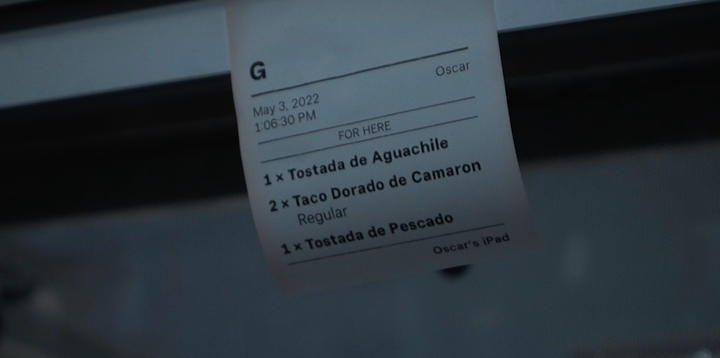 G
Oscar
May 3, 2022
1:06:30 PM
FOR HERE
1 × Tostada de Aguachile
2 × Taco Dorado de Camaron
Regular
1 × Tostada de Pescado
Oscar's iPad